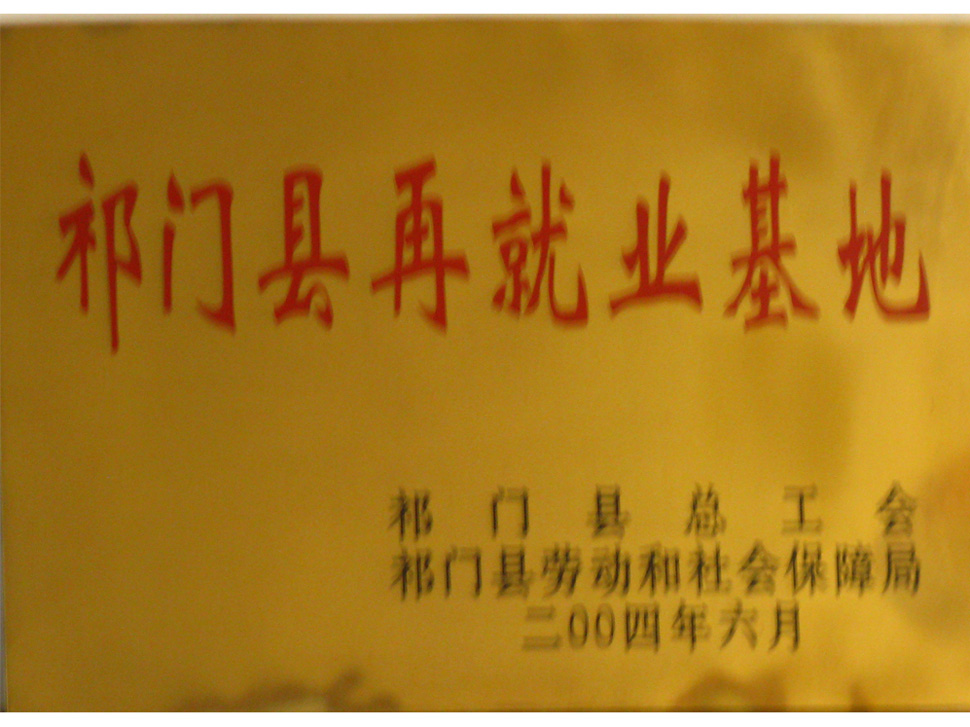 祁门县再就业基地
祁门县总工会
祁门县劳动和社会保障局
二00四年六月